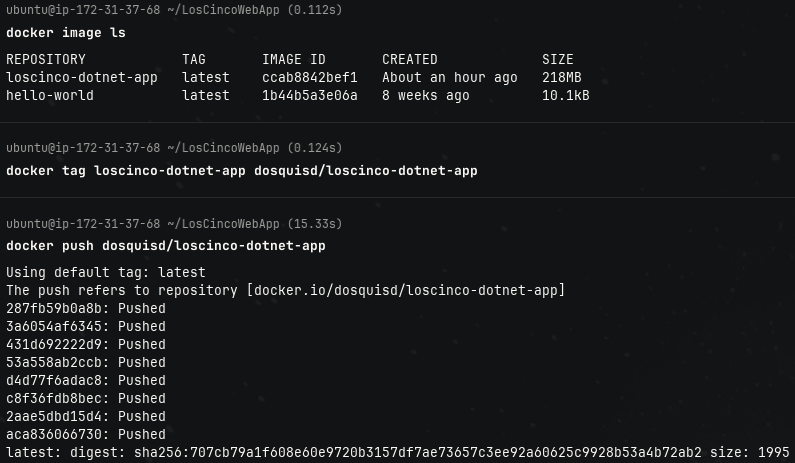 ubuntu@ip-172-31-37-68 ~/LosCincoWebApp (0.112s)
docker image ls
REPOSITORY TAG IMAGE ID CREATED SIZE
loscinco-dotnet-app latest ccab8842bef1 About an hour ago 218MB
hello-world latest 1b44b5a3e06a 8 weeks ago 10.1kB
ubuntu@ip-172-31-37-68 ~/LosCincoWebApp (0.124s)
docker tag loscinco-dotnet-app dosquisd/loscinco-dotnet-app
ubuntu@ip-172-31-37-68 ~/LosCincoWebApp (15.33s)
docker push dosquisd/loscinco-dotnet-app
Using default tag: latest
The push refers to repository [docker.io/dosquisd/loscinco-dotnet-app]
287fb59b0a8b: Pushed
3a6054af6345: Pushed
431d692222d9: Pushed
53a558ab2ccb: Pushed
d4d77f6adac8: Pushed
c8f36fdb8bec: Pushed
2aae5dbd15d4: Pushed
aca836066730: Pushed
latest: digest: sha256:707cb79a1f608e60e9720b3157df7ae73657c3ee92a60625c9928b53a4b72ab2 size: 1995